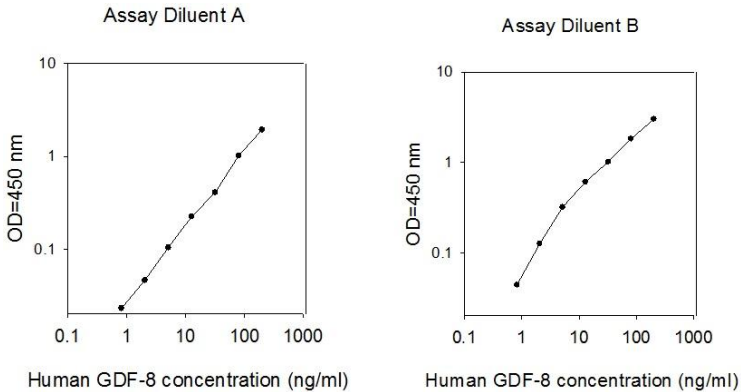 Assay Diluent A
10
1
0.1
0.1 1 10 100 1000
OD=450 nm
Human GDF-8 concentration (ng/ml)
Assay Diluent B
10
1
0.1
0.1 1 10 100 1000
OD=450 nm
Human GDF-8 concentration (ng/ml)